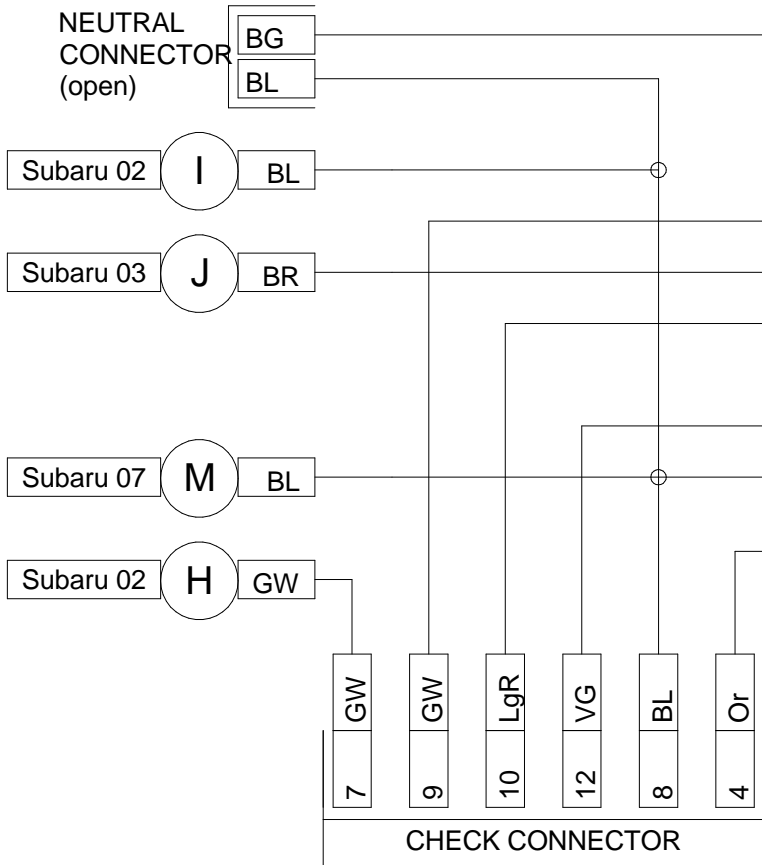 NEUTRAL
CONNECTOR
(open)
BG
BL
Subaru 02 I BL
Subaru 03 J BR
Subaru 07 M BL
Subaru 02 H GW
GW GW LgR VG BL Or
7 9 10 12 8 4
CHECK CONNECTOR